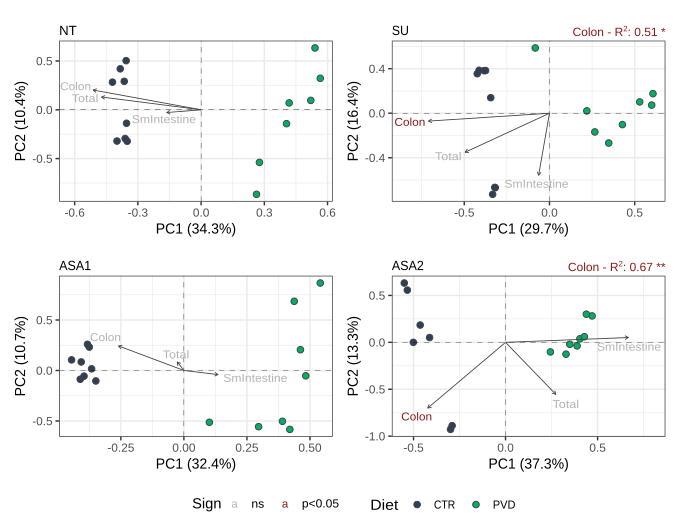 NT
SU
Colon - R²: 0.51 *
0.5
0.0
-0.5
PC2 (10.4%)
Colon
Total
SmIntestine
-0.6
-0.3
0.0
0.3
0.6
PC1 (34.3%)
0.4
0.0
-0.4
PC2 (16.4%)
Colon
Total
SmIntestine
-0.5
0.0
0.5
PC1 (29.7%)
ASA1
ASA2
Colon - R²: 0.67 **
0.5
0.0
-0.5
PC2 (10.7%)
Colon
Total
SmIntestine
-0.25
0.00
0.25
0.50
PC1 (32.4%)
0.5
0.0
-0.5
-1.0
PC2 (13.3%)
SmIntestine
Colon
Total
-0.5
0.0
0.5
PC1 (37.3%)
Sign a ns a p<0.05 Diet CTR PVD